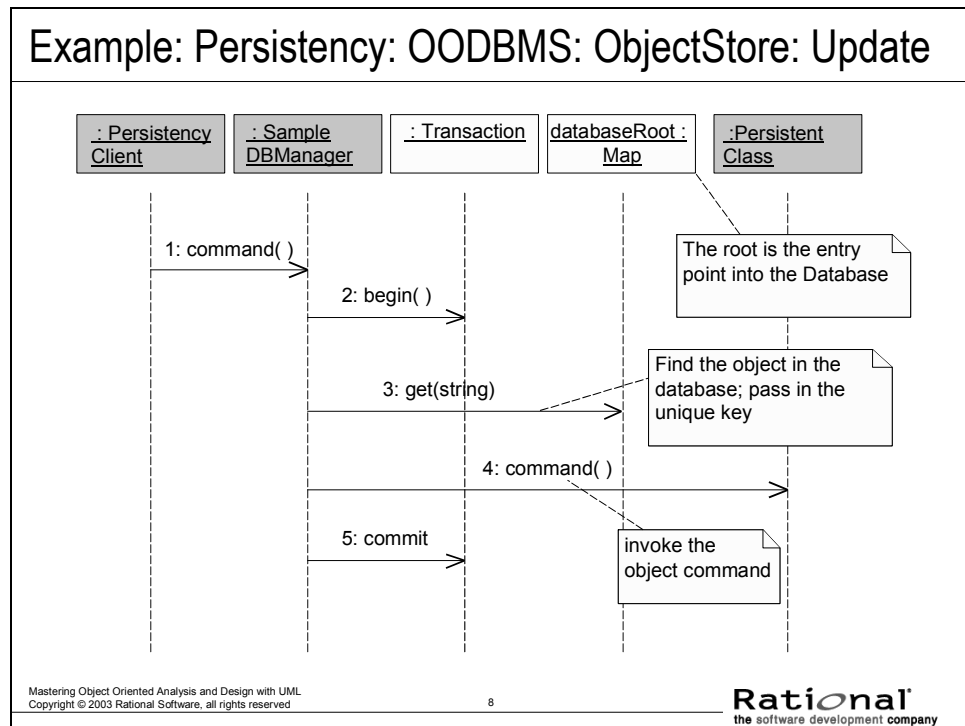 Example: Persistency: OODBMS: ObjectStore: Update
: Persistency
Client
: Sample
DBManager
: Transaction
databaseRoot :
Map
:Persistent
Class
The root is the entry
point into the Database
1: command( )
2: begin( )
Find the object in the
database; pass in the
unique key
3: get(string)
4: command( )
5: commit
invoke the
object command
Mastering Object Oriented Analysis and Design with UML
Copyright © 2003 Rational Software, all rights reserved
8
Rational
the software development company